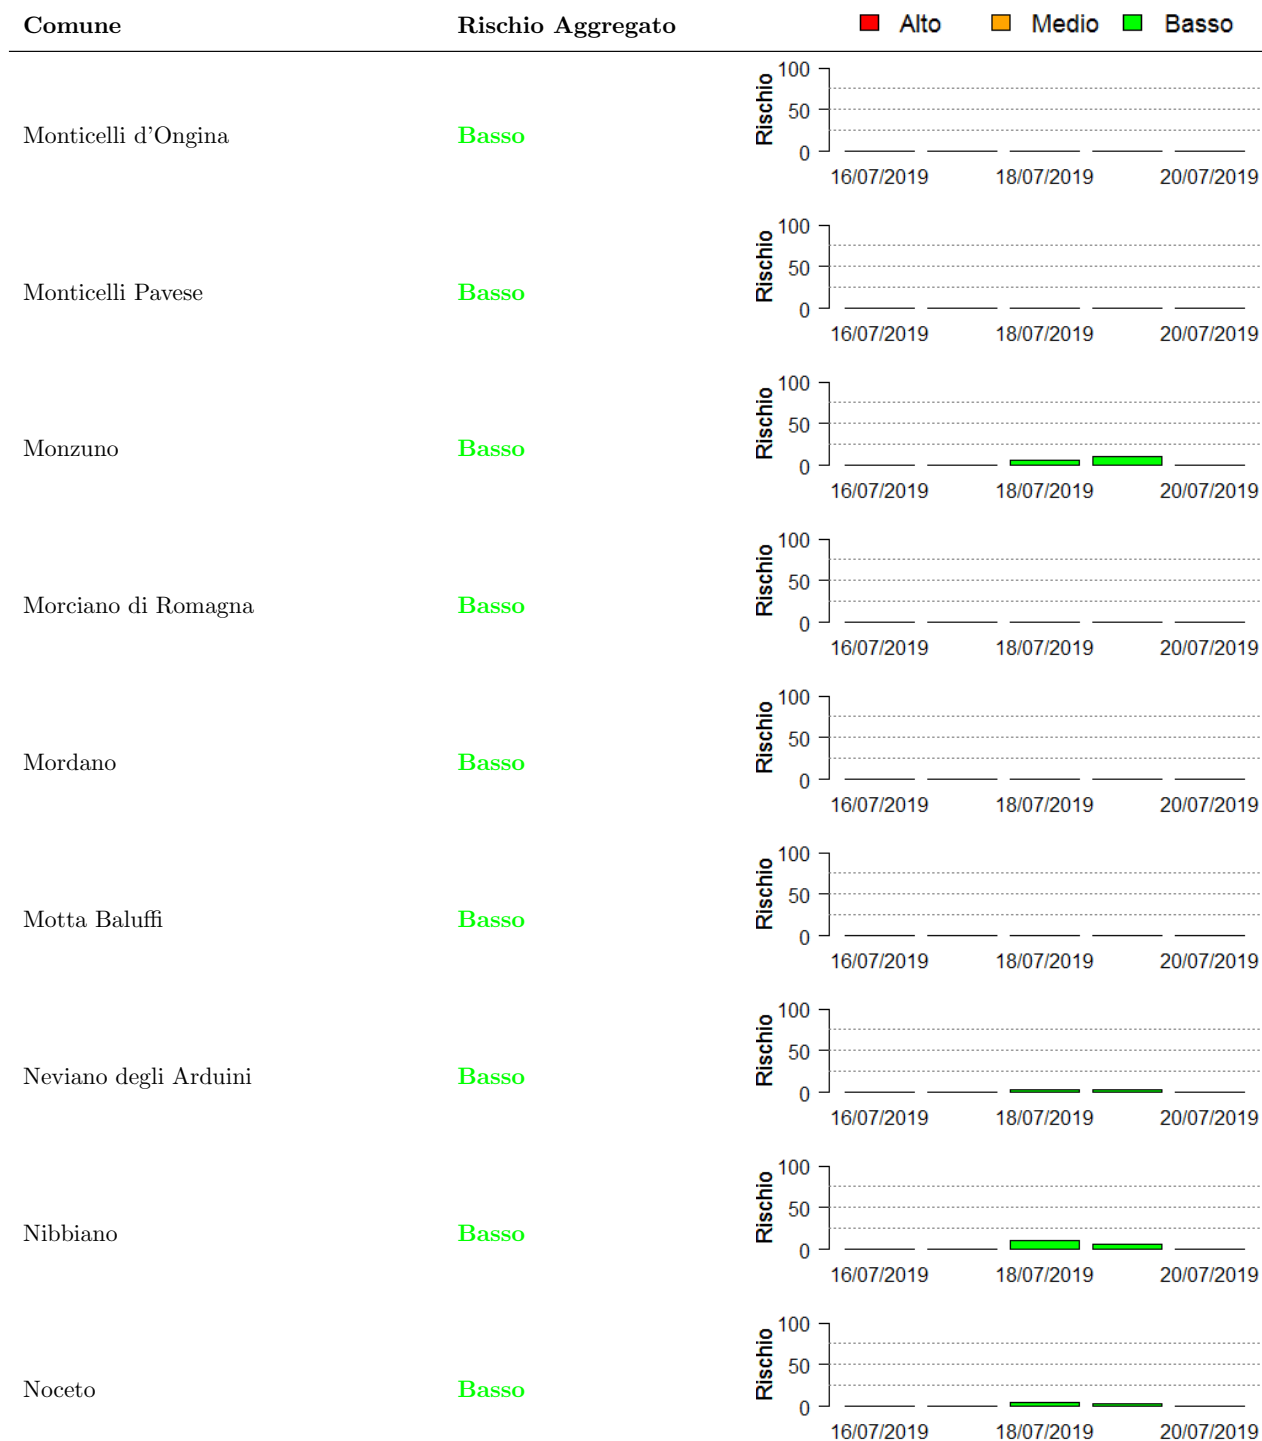 Comune Rischio Aggregato Alto Medio Basso
Monticelli d'Ongina Basso Rischio 100 50 0
16/07/2019 18/07/2019 20/07/2019
Monticelli Pavese Basso Rischio 100 50 0
16/07/2019 18/07/2019 20/07/2019
Monzuno Basso Rischio 100 50 0
16/07/2019 18/07/2019 20/07/2019
Morciano di Romagna Basso Rischio 100 50 0
16/07/2019 18/07/2019 20/07/2019
Mordano Basso Rischio 100 50 0
16/07/2019 18/07/2019 20/07/2019
Motta Baluffi Basso Rischio 100 50 0
16/07/2019 18/07/2019 20/07/2019
Neviano degli Arduini Basso Rischio 100 50 0
16/07/2019 18/07/2019 20/07/2019
Nibbiano Basso Rischio 100 50 0
16/07/2019 18/07/2019 20/07/2019
Noceto Basso Rischio 100 50 0
16/07/2019 18/07/2019 20/07/2019